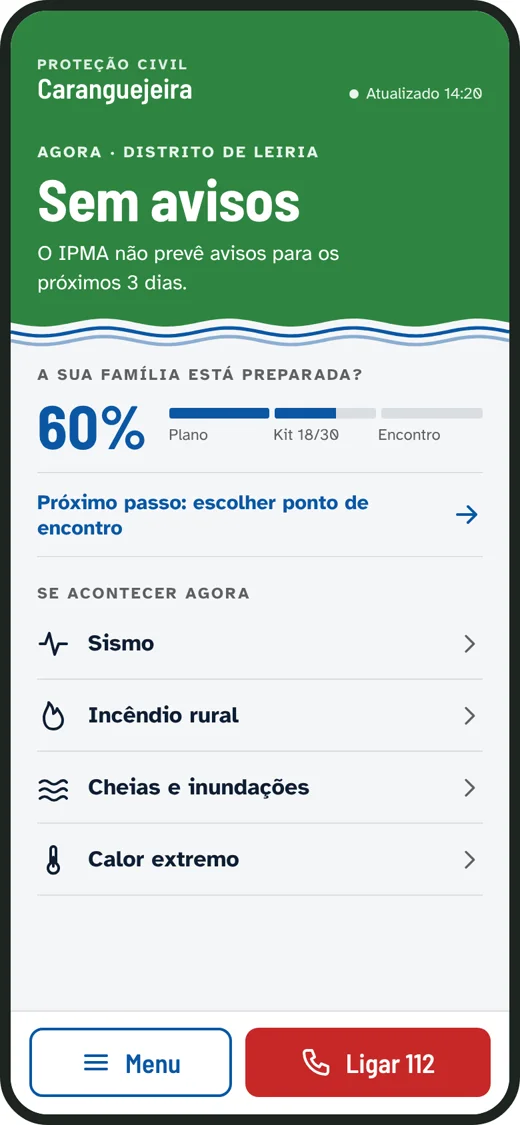 PROTEÇÃO CIVIL
Caranguejeira
Atualizado 14:20
AGORA · DISTRITO DE LEIRIA
Sem avisos
O IPMA não prevê avisos para os
próximos 3 dias.
A SUA FAMÍLIA ESTÁ PREPARADA?
60%
Plano
Kit 18/30
Encontro
Próximo passo: escolher ponto de
encontro
SE ACONTECER AGORA
Sismo
Incêndio rural
Cheias e inundações
Calor extremo
Menu
Ligar 112